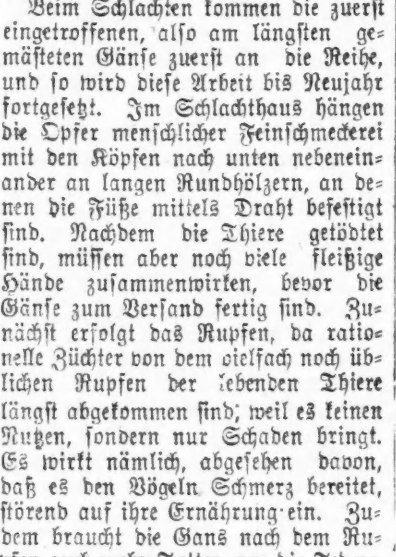 Beim Schlachten kommen die zuerst
eingetroffenen, also am längsten ge-
mästeten Gänse zuerst an die Reihe,
und so wird diese Arbeit bis Neujahr
fortgesetzt. Im Schlachthaus hängen
die Opfer menschlicher Feinschmeckerei
mit den Köpfen nach unten nebenein-
ander an langen Rundhölzern, an de-
nen die Füße mittels Draht befestigt
sind. Nachdem die Thiere getödtet
sind, müssen aber noch viele fleißige
Hände zusammenwirken, bevor die
Gänse zum Versand fertig sind. Zu-
nächst erfolgt das Rupfen, da ratio-
nelle Züchter von dem vielfach noch üb-
lichen Rupfen der lebenden Thiere
längst abgekommen sind; weil es keinen
Nutzen, sondern nur Schaden bringt.
Es wirkt nämlich, abgesehen davon,
daß es den Vögeln Schmerz bereitet,
störend auf ihre Ernährung ein. Zu-
dem braucht die Gans nach dem Ru-